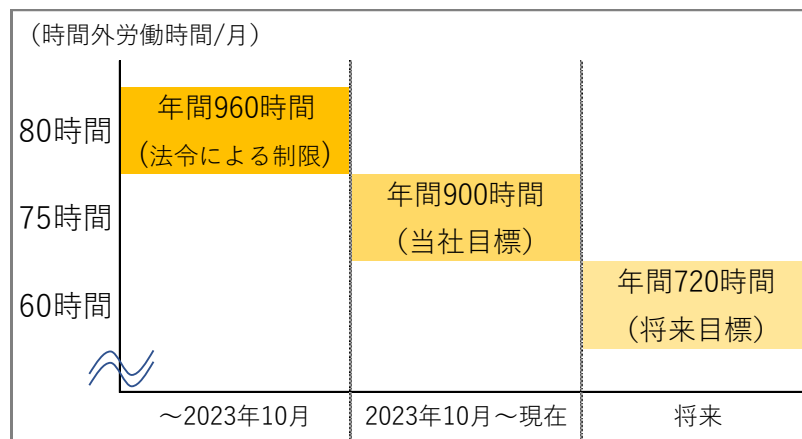 （時間外労働時間/月）
80時間
年間960時間
（法令による制限）
75時間
年間900時間
（当社目標）
60時間
年間720時間
（将来目標）
～2023年10月
2023年10月～現在
将来